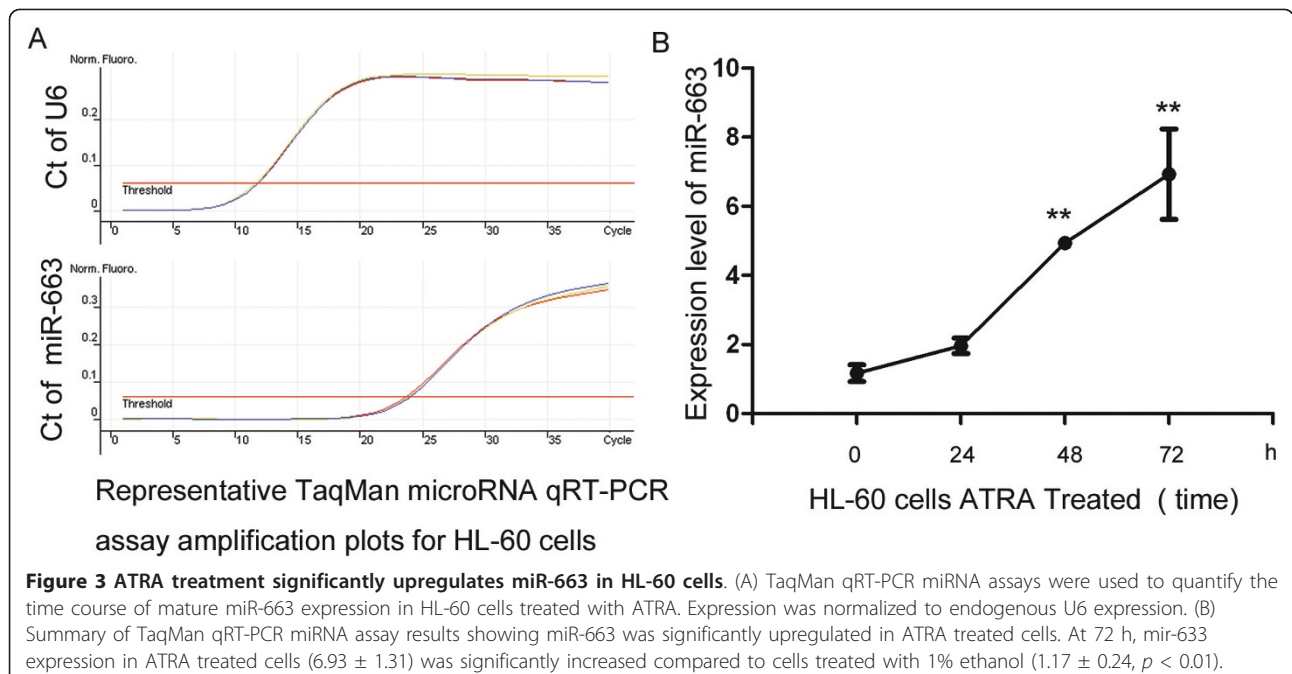 A
Norm. Fluoro.
Ct of U6
0.2
0.1
Threshold
0
0 5 10 15 20 25 30 35 Cycle
Norm. Fluoro.
Ct of miR-663
0.3
0.2
0.1
Threshold
0
0 5 10 15 20 25 30 35 Cycle
Representative TaqMan microRNA qRT-PCR
assay amplification plots for HL-60 cells
B
Expression level of miR-663
10
8
6
4
2
0
**
**
0 24 48 72 h
HL-60 cells ATRA Treated ( time)
Figure 3 ATRA treatment significantly upregulates miR-663 in HL-60 cells. (A) TaqMan qRT-PCR miRNA assays were used to quantify the
time course of mature miR-663 expression in HL-60 cells treated with ATRA. Expression was normalized to endogenous U6 expression. (B)
Summary of TaqMan qRT-PCR miRNA assay results showing miR-663 was significantly upregulated in ATRA treated cells. At 72 h, mir-633
expression in ATRA treated cells (6.93 ± 1.31) was significantly increased compared to cells treated with 1% ethanol (1.17 ± 0.24, p < 0.01).